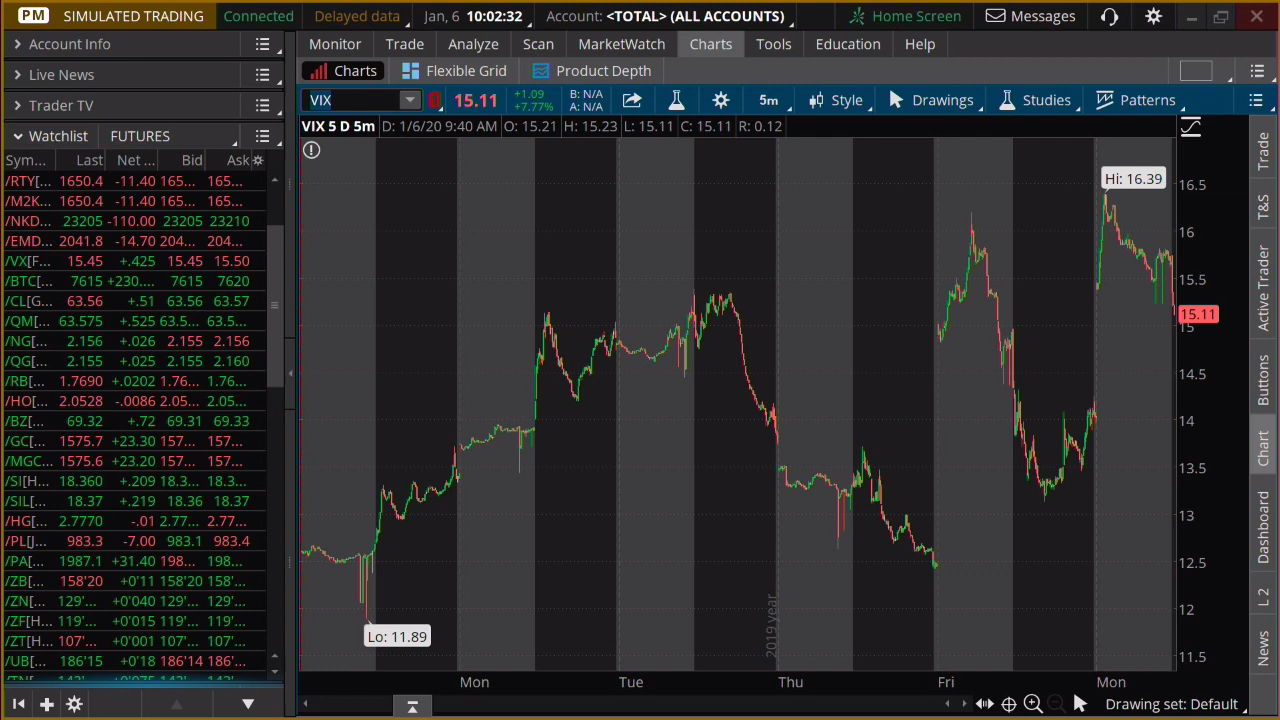 PM SIMULATED TRADING Connected Delayed data Jan, 6 10:02:32 Account: <TOTAL> (ALL ACCOUNTS) Home Screen Messages
Account Info
Live News
Trader TV
Watchlist FUTURES
Sym... Last Net ... Bid Ask
/RTY[... 1650.4 -11.40 165... 165...
/M2K... 1650.4 -11.40 165... 165...
/NKD... 23205 -110.00 23205 23210
/EMD... 2041.8 -14.70 204... 204...
/VX[F... 15.45 +.425 15.45 15.50
/BTC[... 7615 +230.... 7615 7620
/CL[G... 63.56 +.51 63.56 63.57
/QM[... 63.575 +.525 63.5... 63.5...
/NG[... 2.156 +.026 2.155 2.156
/QG[... 2.155 +.025 2.155 2.160
/RB[... 1.7690 +.0202 1.76... 1.76...
/HO[... 2.0528 -.0086 2.05... 2.05...
/BZ[... 69.32 +.72 69.31 69.33
/GC[... 1575.7 +23.30 157... 157...
/MGC... 1575.6 +23.20 157... 157...
/SI[H... 18.360 +.209 18.3... 18.3...
/SIL[... 18.37 +.219 18.36 18.37
/HG[... 2.7770 -.01 2.77... 2.77...
/PL[J... 983.3 -7.00 983.1 983.4
/PA[... 1987.1 +31.40 198... 198...
/ZB[... 158'20 +0'11 158'20 158'...
/ZN[... 129'... +0'040 129'... 129'...
/ZF[H... 119'... +0'015 119'... 119'...
/ZT[H... 107'... +0'001 107'... 107'...
/UB[... 186'15 +0'18 186'14 186'...
Monitor Trade Analyze Scan MarketWatch Charts Tools Education Help
Charts Flexible Grid Product Depth
VIX 15.11 +1.09 B: N/A 5m Style Drawings Studies Patterns
+7.77% A: N/A
VIX 5 D 5m D: 1/6/20 9:40 AM O: 15.21 H: 15.23 L: 15.11 C: 15.11 R: 0.12
Hi: 16.39
16.5
16
15.5
15.11
15
14.5
14
13.5
13
12.5
12
11.5
Lo: 11.89
2019 year
Mon Tue Thu Fri Mon
Drawing set: Default
Trade
T&S
Active Trader
Buttons
Chart
Dashboard
L 2
News